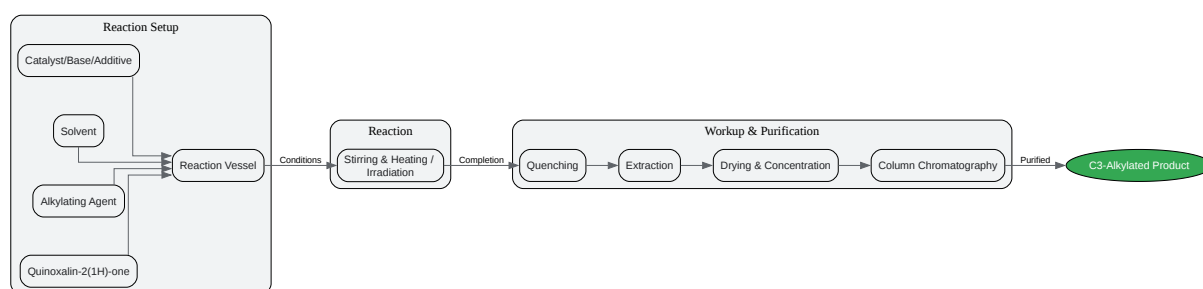 Reaction Setup
Catalyst/Base/Additive
Solvent
Alkylating Agent
Quinoxalin-2(1H)-one
Reaction Vessel
Conditions
Reaction
Stirring & Heating /
Irradiation
Completion
Workup & Purification
Quenching
Extraction
Drying & Concentration
Column Chromatography
Purified
C3-Alkylated Product